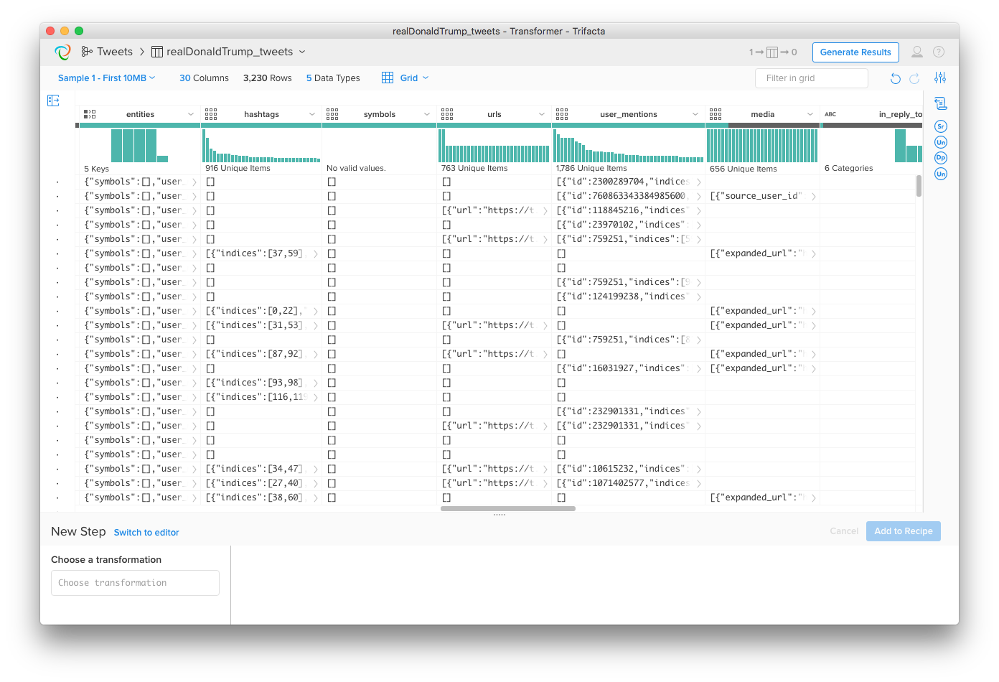 realDonaldTrump_tweets - Transformer - Trifacta
Tweets > realDonaldTrump_tweets 1 → → 0 Generate Results ?
Sample 1 - First 10MB 30 Columns 3,230 Rows 5 Data Types Grid Filter in grid
entities hashtags symbols urls user_mentions media ABC in_reply_to
5 Keys 916 Unique Items No valid values. 763 Unique Items 1,786 Unique Items 656 Unique Items 6 Categories
Sr
Un
Dp
Un
{"symbols":[],"user [] [] [] [{"id":2300289704,"indices
{"symbols":[],"user [] [] [] [{"id":760863343384985600, [{"source_user_id"
{"symbols":[],"user [] [] [{"url":"https://t [{"id":118845216,"indices"
{"symbols":[],"user [] [] [] [{"id":23970102,"indices":
{"symbols":[],"user [] [] [{"url":"https://t [{"id":759251,"indices":[5
{"symbols":[],"user [{"indices":[37,59] [] [] [] [{"expanded_url":"h
{"symbols":[],"user [] [] [] []
{"symbols":[],"user [] [] [] [{"id":759251,"indices":[9
{"symbols":[],"user [] [] [] [{"id":124199238,"indices"
{"symbols":[],"user [{"indices":[0,22]," [] [] [] [{"expanded_url":"h
{"symbols":[],"user [{"indices":[31,53] [] [{"url":"https://t [] [{"expanded_url":"h
{"symbols":[],"user [] [] [] [{"id":759251,"indices":[8
{"symbols":[],"user [{"indices":[87,92] [] [{"url":"https://t [] [{"expanded_url":"h
{"symbols":[],"user [] [] [] [{"id":16031927,"indices": [{"expanded_url":"h
{"symbols":[],"user [{"indices":[93,98] [] [] []
{"symbols":[],"user [{"indices":[116,119 [] [] []
{"symbols":[],"user [] [] [] [{"id":232901331,"indices"
{"symbols":[],"user [] [] [{"url":"https://t [{"id":232901331,"indices"
{"symbols":[],"user [] [] [] []
{"symbols":[],"user [] [] [] []
{"symbols":[],"user [{"indices":[34,47] [] [{"url":"https://t [{"id":10615232,"indices":
{"symbols":[],"user [{"indices":[27,40] [] [{"url":"https://t [{"id":1071402577,"indices
{"symbols":[],"user [{"indices":[38,60] [] [] [] [{"expanded_url":"h
New Step Switch to editor Cancel Add to Recipe
Choose a transformation
Choose transformation